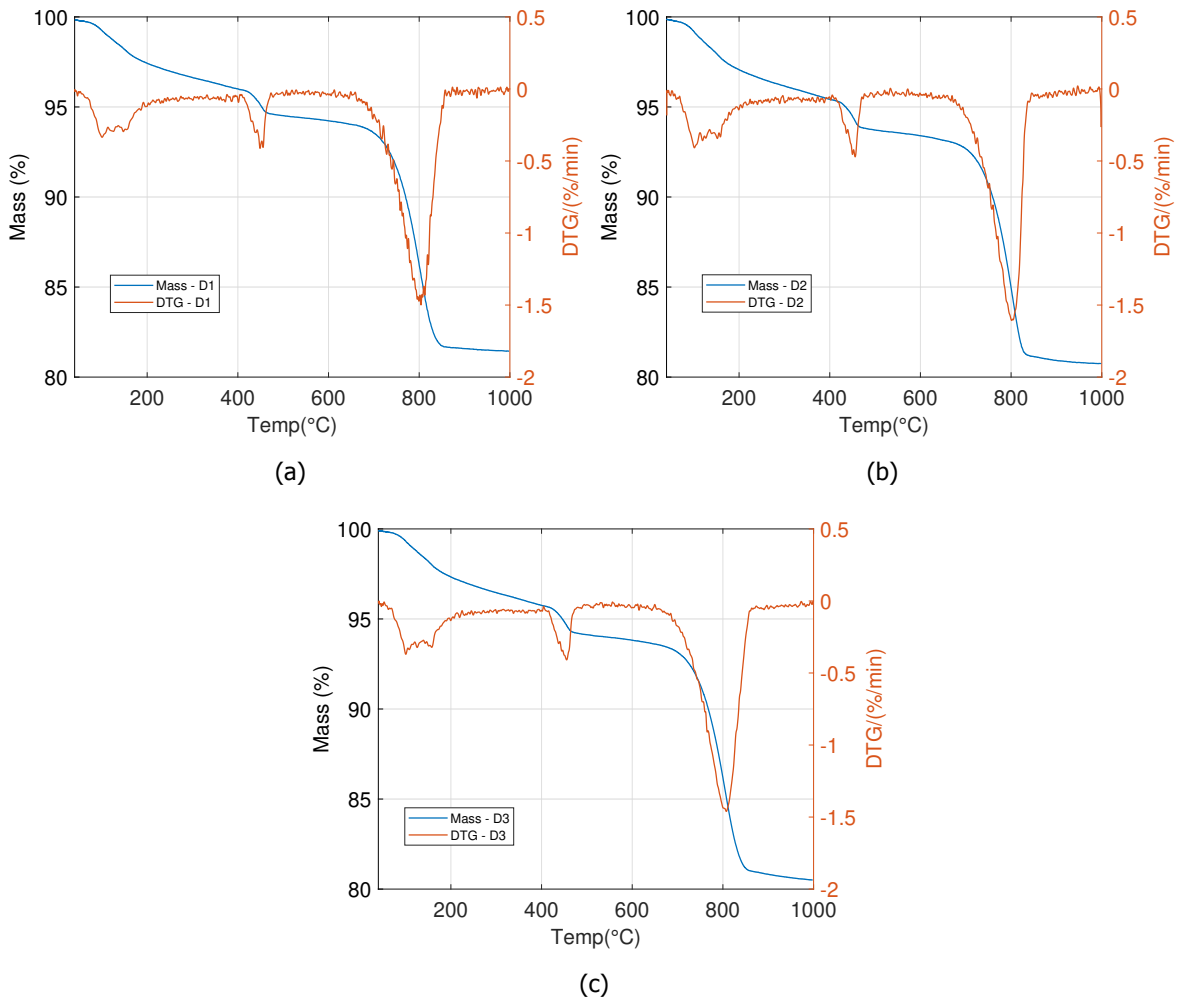 100
95
90
85
80
Mass (%)
0.5
0
-0.5
-1
-1.5
-2
DTG/(%/min)
Mass - D1
DTG - D1
200 400 600 800 1000
Temp(°C)
(a)
100
95
90
85
80
Mass (%)
0.5
0
-0.5
-1
-1.5
-2
DTG/(%/min)
Mass - D2
DTG - D2
200 400 600 800 1000
Temp(°C)
(b)
100
95
90
85
80
Mass (%)
0.5
0
-0.5
-1
-1.5
-2
DTG/(%/min)
Mass - D3
DTG - D3
200 400 600 800 1000
Temp(°C)
(c)